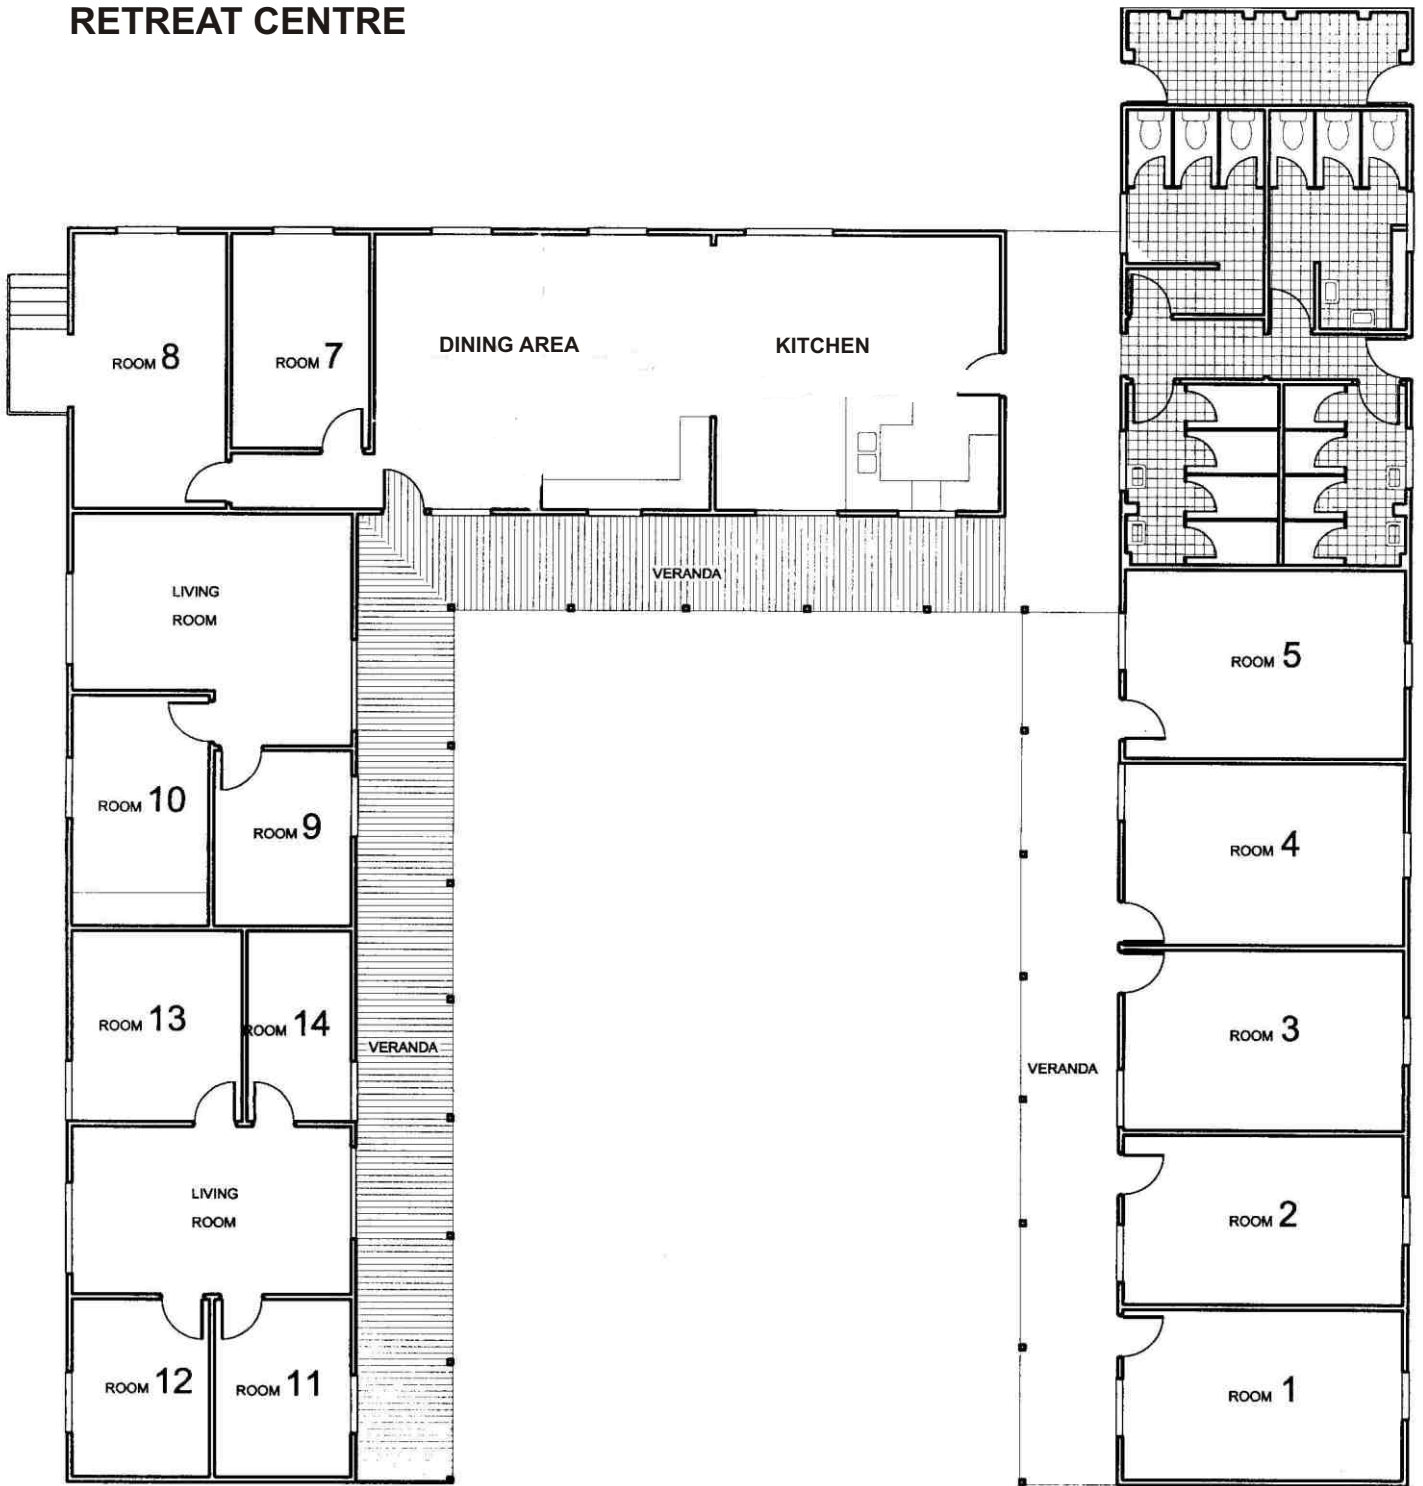 RETREAT CENTRE
ROOM 8
ROOM 7
DINING AREA
KITCHEN
VERANDA
LIVING
ROOM
ROOM 10
ROOM 9
ROOM 13
ROOM 14
VERANDA
LIVING
ROOM
ROOM 12
ROOM 11
ROOM 5
ROOM 4
ROOM 3
VERANDA
ROOM 2
ROOM 1